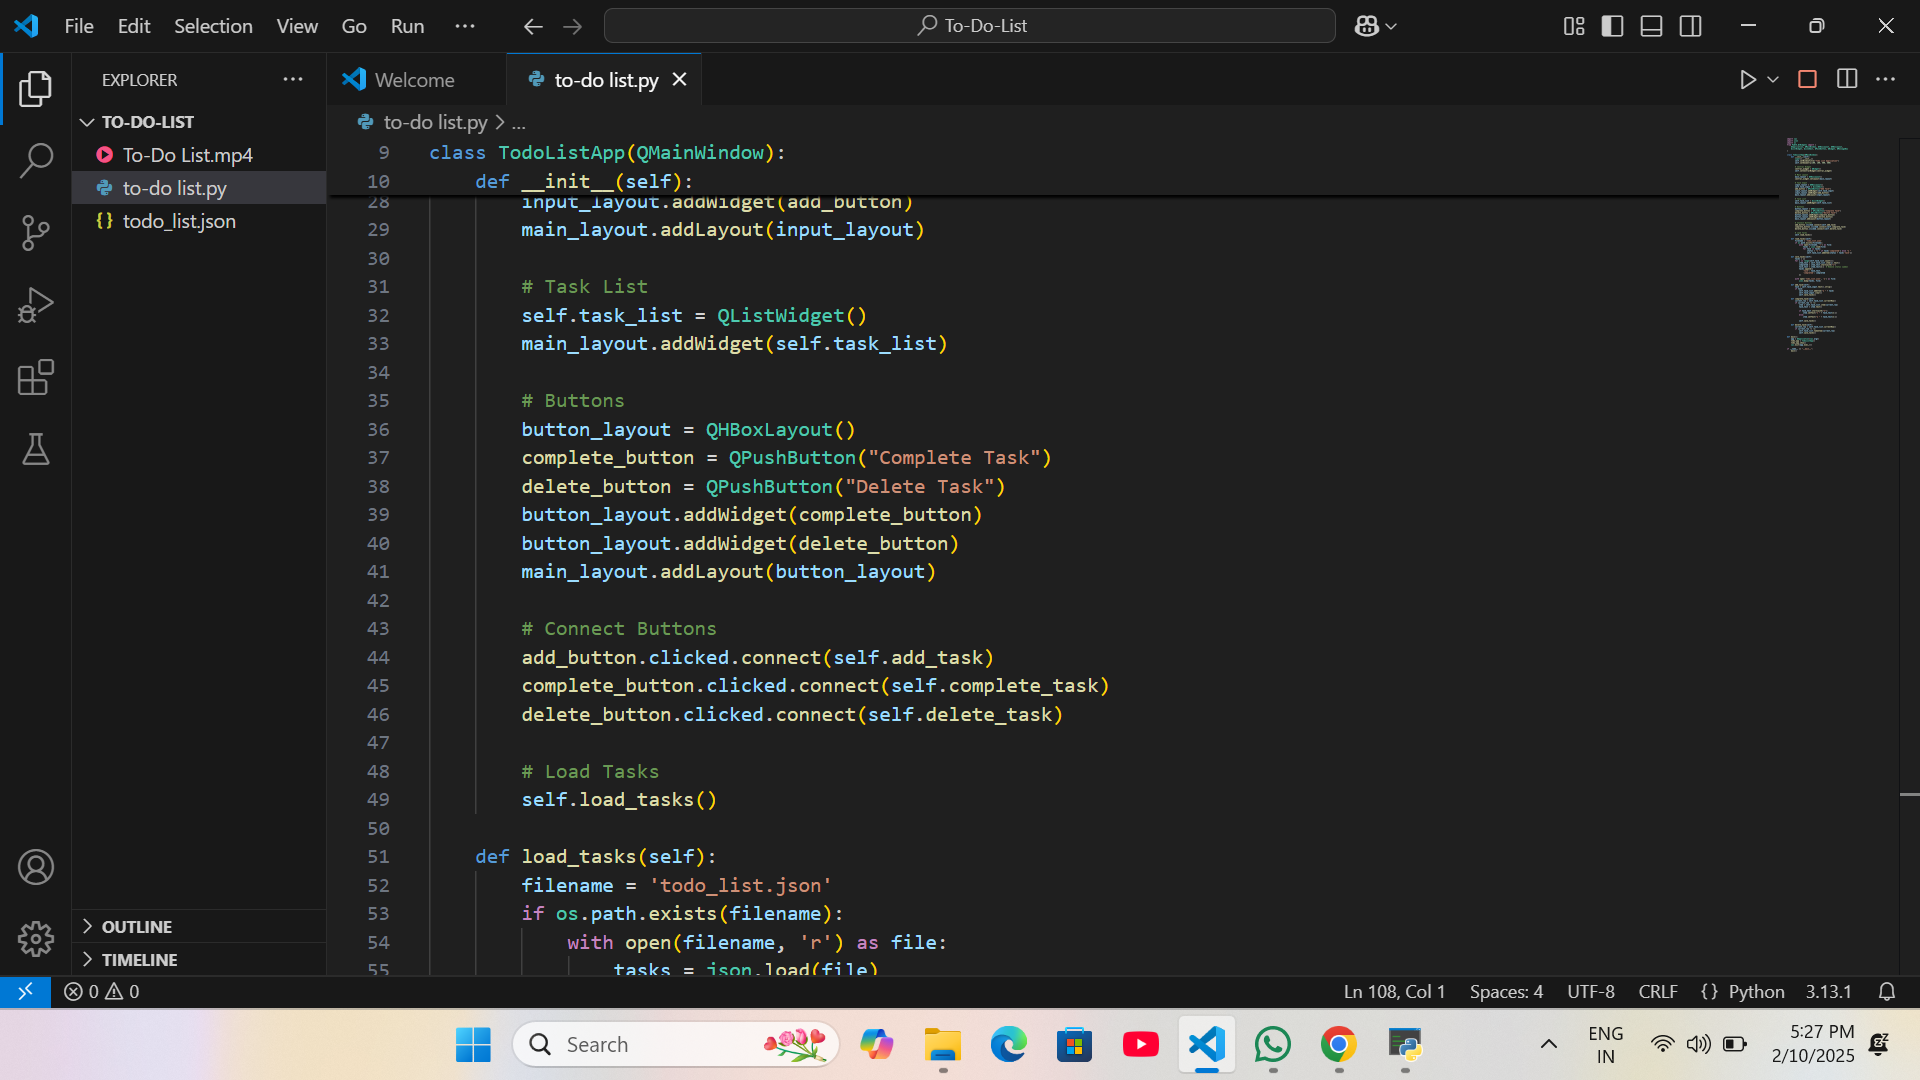 File Edit Selection View Go Run ...
To-Do-List
EXPLORER
TO-DO-LIST
To-Do List.mp4
to-do list.py
todo_list.json
OUTLINE
TIMELINE
Welcome
to-do list.py
to-do list.py > ...
9 class TodoListApp(QMainWindow):
10 def __init__(self):
28 input_layout.addWidget(add_button)
29 main_layout.addLayout(input_layout)
30
31 # Task List
32 self.task_list = QListWidget()
33 main_layout.addWidget(self.task_list)
34
35 # Buttons
36 button_layout = QHBoxLayout()
37 complete_button = QPushButton("Complete Task")
38 delete_button = QPushButton("Delete Task")
39 button_layout.addWidget(complete_button)
40 button_layout.addWidget(delete_button)
41 main_layout.addLayout(button_layout)
42
43 # Connect Buttons
44 add_button.clicked.connect(self.add_task)
45 complete_button.clicked.connect(self.complete_task)
46 delete_button.clicked.connect(self.delete_task)
47
48 # Load Tasks
49 self.load_tasks()
50
51 def load_tasks(self):
52 filename = 'todo_list.json'
53 if os.path.exists(filename):
54 with open(filename, 'r') as file:
55 tasks = json.load(file)
0 0
Ln 108, Col 1 Spaces: 4 UTF-8 CRLF {} Python 3.13.1
Search
ENG
IN
5:27 PM
2/10/2025